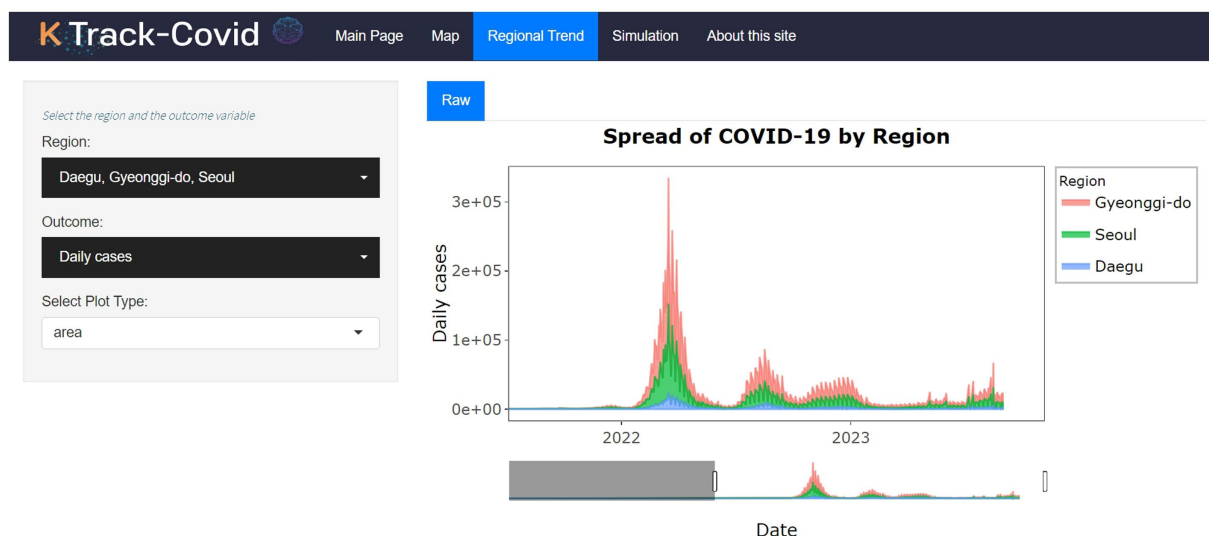 K Track-Covid
Main Page Map Regional Trend Simulation About this site
Select the region and the outcome variable
Region:
Daegu, Gyeonggi-do, Seoul
Outcome:
Daily cases
Select Plot Type:
area
Raw
Spread of COVID-19 by Region
Daily cases
3e+05
2e+05
1e+05
0e+00
2022 2023
Date
Region
Gyeonggi-do
Seoul
Daegu